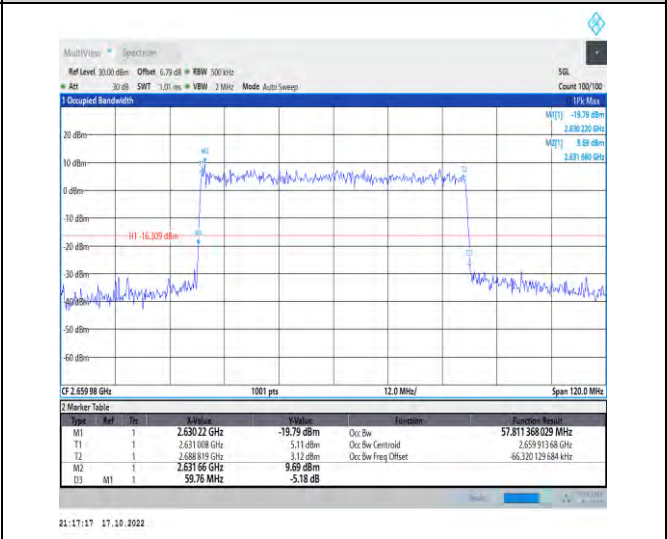 MultiView Spectrum
Ref Level 30.00 dBm Offset 6.79 dB RBW 500 kHz SGL
Att 30 dB SWT 1.01 ms VBW 2 MHz Mode Auto Sweep Count 100/100
1 Occupied Bandwidth 1Pk Max
M1[1] -19.79 dBm
2.630 220 GHz
20 dBm M2[1] 9.69 dBm
2.631 660 GHz
M2
10 dBm
T2
0 dBm
-10 dBm
H1 -16.309 dBm M1
-20 dBm
D3
-30 dBm
-40 dBm
-50 dBm
-60 dBm
CF 2.659 98 GHz 1001 pts 12.0 MHz/ Span 120.0 MHz
2 Marker Table
Type Ref Trc X-Value Y-Value Function Function Result
M1 1 2.630 22 GHz -19.79 dBm Occ Bw 57.811 368 029 MHz
T1 1 2.631 008 GHz 5.11 dBm Occ Bw Centroid 2.659 913 68 GHz
T2 1 2.688 819 GHz 3.12 dBm Occ Bw Freq Offset -66.320 129 684 kHz
M2 1 2.631 66 GHz 9.69 dBm
D3 M1 1 59.76 MHz -5.18 dB
21:17:17 17.10.2022